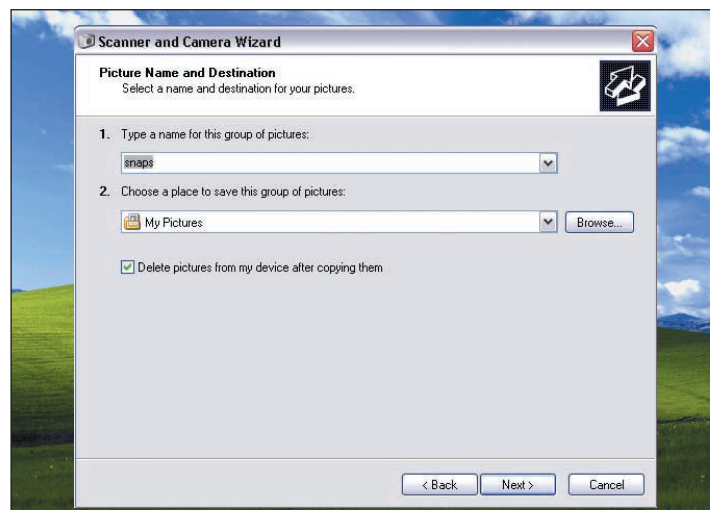 Scanner and Camera Wizard
Picture Name and Destination
Select a name and destination for your pictures.
1. Type a name for this group of pictures:
snaps
2. Choose a place to save this group of pictures:
My Pictures
Browse...
Delete pictures from my device after copying them
< Back
Next >
Cancel